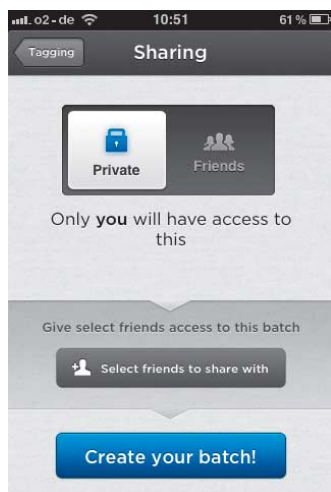 o2-de 10:51 61 %
Tagging Sharing
Private Friends
Only you will have access to
this
Give select friends access to this batch
Select friends to share with
Create your batch!